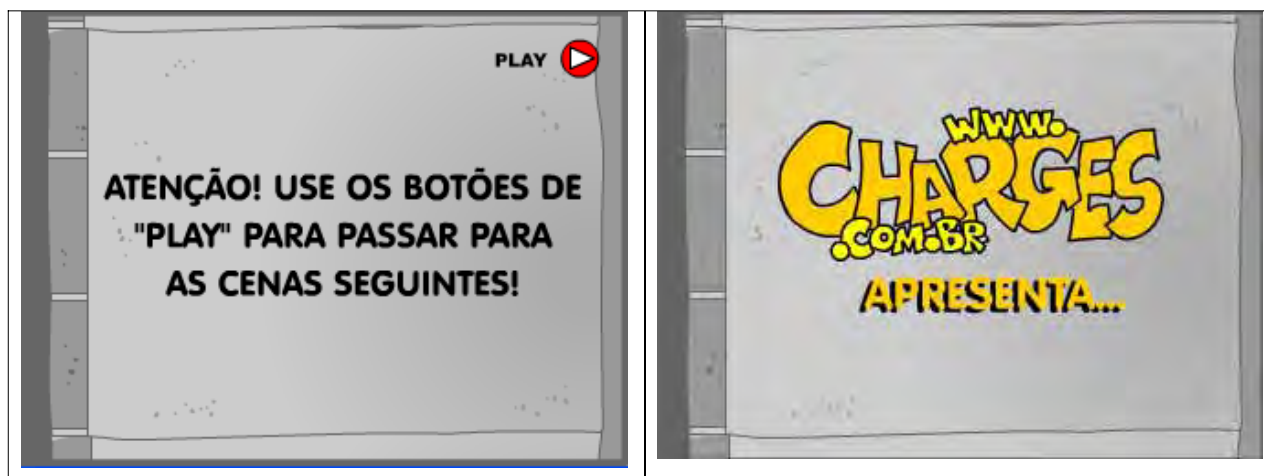 PLAY
ATENÇÃO! USE OS BOTÕES DE
"PLAY" PARA PASSAR PARA
AS CENAS SEGUINTES!
WWW.
CHARGES
.COM.BR
APRESENTA...